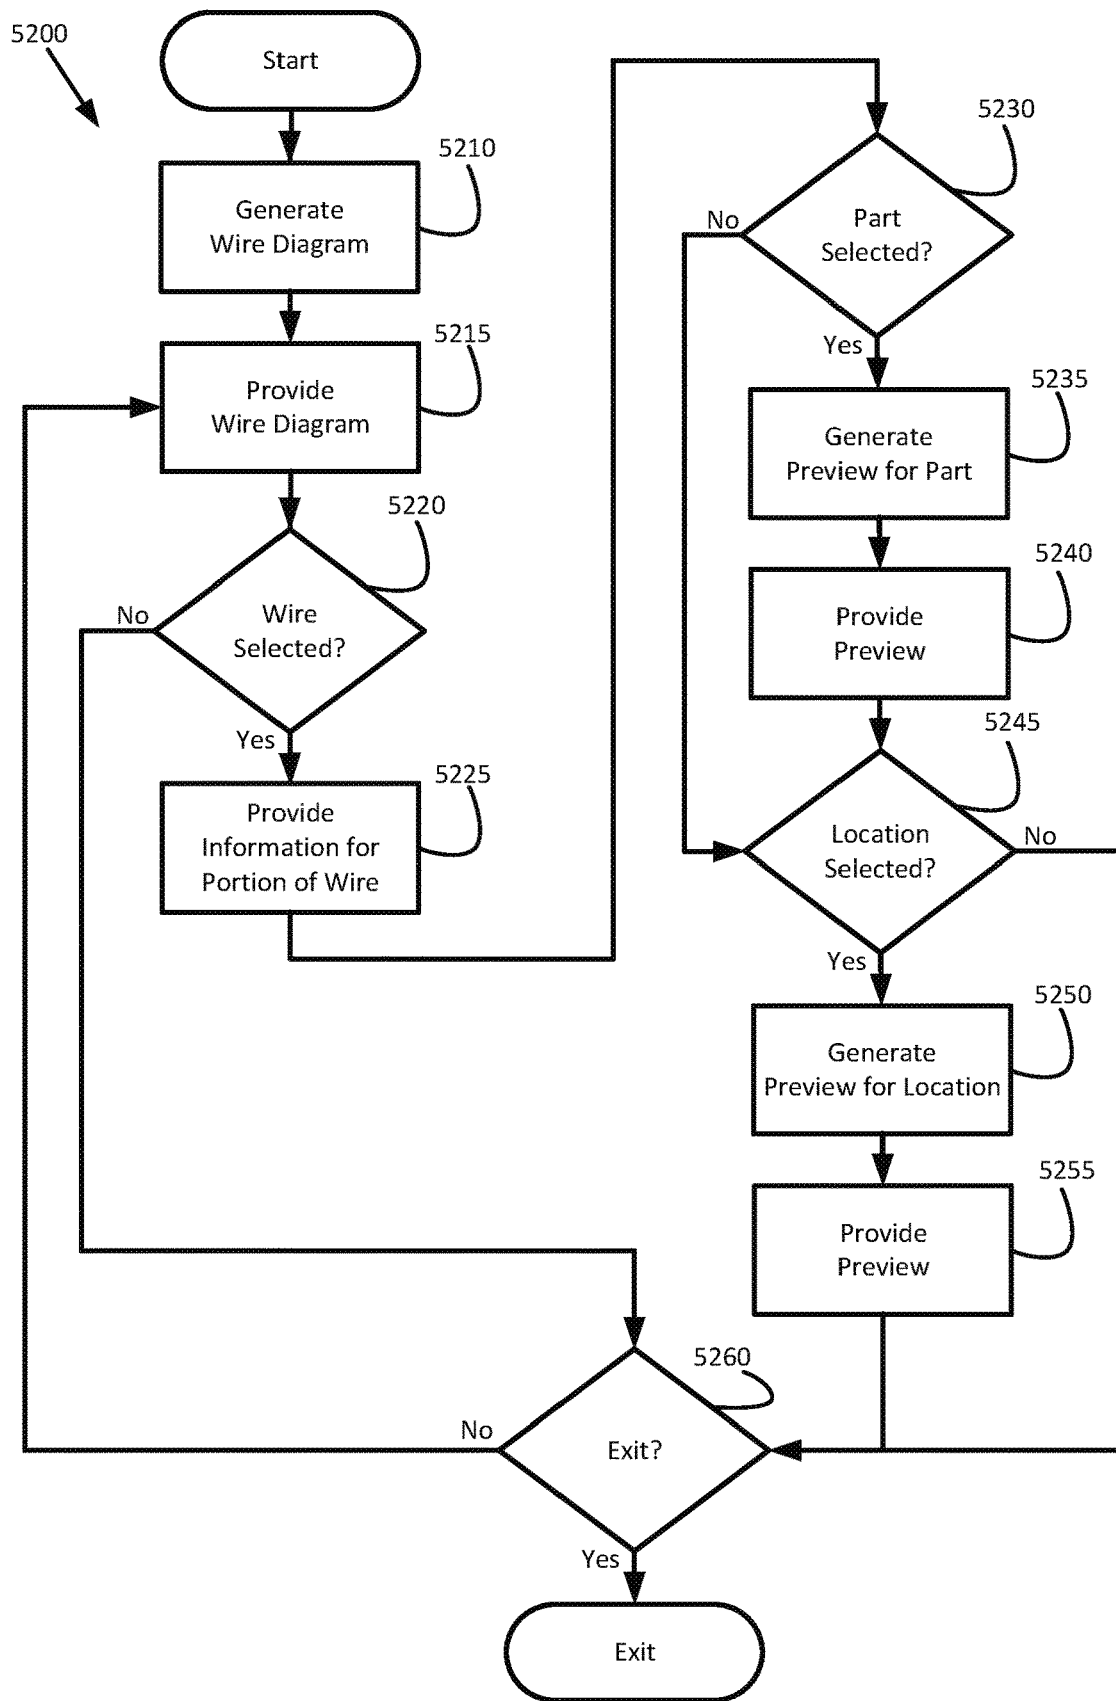 5200
Start
5210
Generate
Wire Diagram
5215
Provide
Wire Diagram
5220
No
Wire
Selected?
Yes
5225
Provide
Information for
Portion of Wire
5230
No
Part
Selected?
Yes
5235
Generate
Preview for Part
5240
Provide
Preview
5245
Location
Selected?
No
Yes
5250
Generate
Preview for Location
5255
Provide
Preview
5260
No
Exit?
Yes
Exit